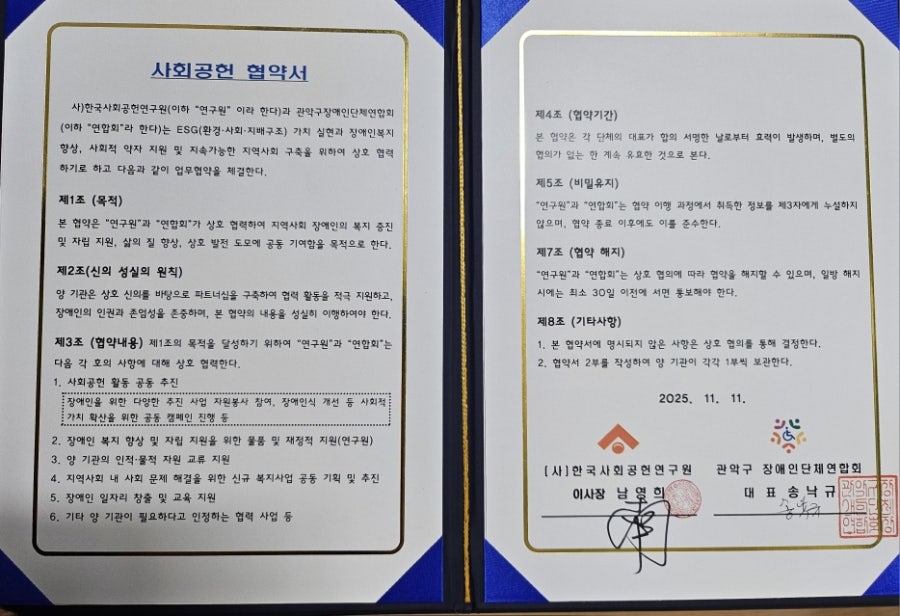 사회공헌 협약서
사)한국사회공헌연구원(이하 "연구원" 이라 한다)과 관악구장애인단체연합회
(이하 "연합회"라 한다)는 ESG(환경·사회·지배구조) 가치 실현과 장애인복지
향상, 사회적 약자 지원 및 지속가능한 지역사회 구축을 위하여 상호 협력
하기로 하고 다음과 같이 업무협약을 체결한다.
제1조 (목적)
본 협약은 "연구원"과 "연합회"가 상호 협력하여 지역사회 장애인의 복지 증진
및 자립 지원, 삶의 질 향상, 상호 발전 도모에 공동 기여함을 목적으로 한다.
제2조(신의 성실의 원칙)
양 기관은 상호 신의를 바탕으로 파트너십을 구축하여 협력 활동을 적극 지원하고,
장애인의 인권과 존엄성을 존중하며, 본 협약의 내용을 성실히 이행하여야 한다.
제3조 (협약내용) 제1조의 목적을 달성하기 위하여 "연구원"과 "연합회"는
다음 각 호의 사항에 대해 상호 협력한다.
1. 사회공헌 활동 공동 추진
장애인을 위한 다양한 추진 사업 자원봉사 참여, 장애인식 개선 등 사회적
가치 확산을 위한 공동 캠페인 진행 등
2. 장애인 복지 향상 및 자립 지원을 위한 물품 및 재정적 지원(연구원)
3. 양 기관의 인적·물적 자원 교류 지원
4. 지역사회 내 사회 문제 해결을 위한 신규 복지사업 공동 기획 및 추진
5. 장애인 일자리 창출 및 교육 지원
6. 기타 양 기관이 필요하다고 인정하는 협력 사업 등
제4조 (협약기간)
본 협약은 각 단체의 대표가 합의 서명한 날로부터 효력이 발생하며, 별도의
협의가 없는 한 계속 유효한 것으로 본다.
제5조 (비밀유지)
"연구원"과 "연합회"는 협약 이행 과정에서 취득한 정보를 제3자에게 누설하지
않으며, 협약 종료 이후에도 이를 준수한다.
제7조 (협약 해지)
"연구원"과 "연합회"는 상호 협의에 따라 협약을 해지할 수 있으며, 일방 해지
시에는 최소 30일 이전에 서면 통보해야 한다.
제8조 (기타사항)
1. 본 협약서에 명시되지 않은 사항은 상호 협의를 통해 결정한다.
2. 협약서 2부를 작성하여 양 기관이 각각 1부씩 보관한다.
2025. 11. 11.
[사]한국사회공헌연구원
이사장 남영희
관악구 장애인단체연합회
대 표 송낙규
관악구장
애인단체
연합회장